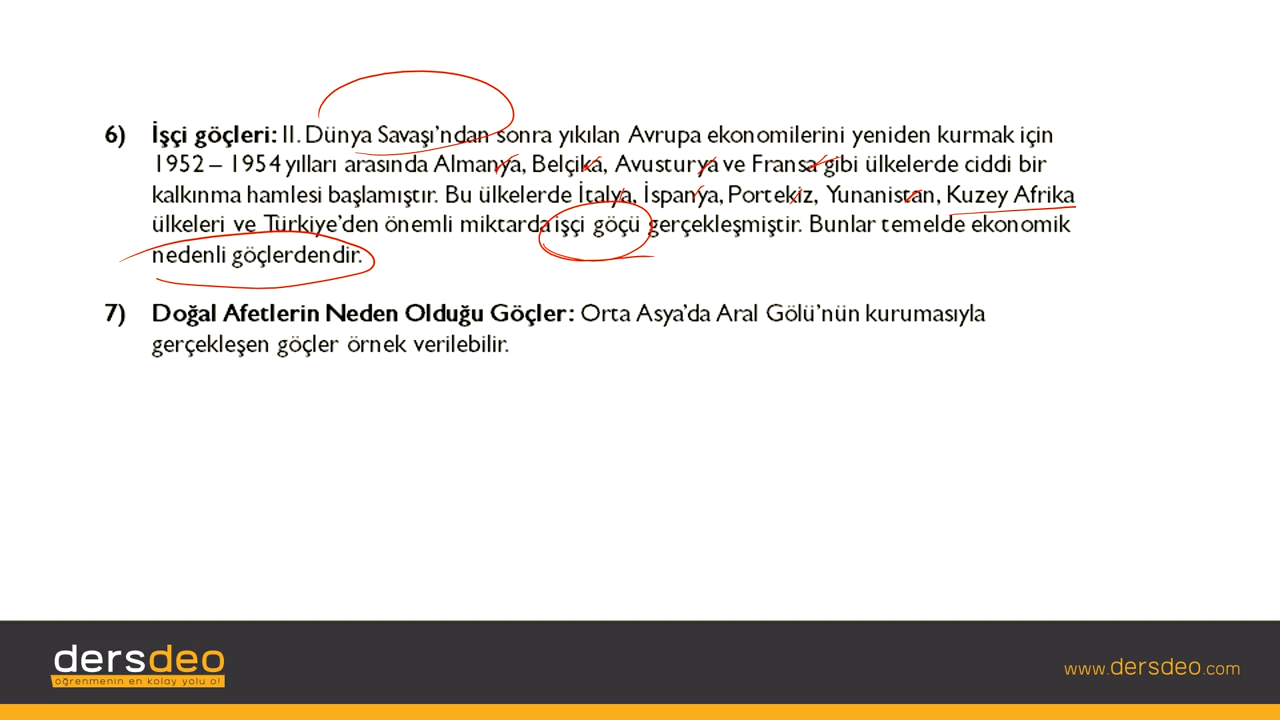 6) İşçi göçleri: II. Dünya Savaşı'ndan sonra yıkılan Avrupa ekonomilerini yeniden kurmak için
1952 – 1954 yılları arasında Almanya, Belçika, Avusturya ve Fransa gibi ülkelerde ciddi bir
kalkınma hamlesi başlamıştır. Bu ülkelerde İtalya, İspanya, Portekiz, Yunanistan, Kuzey Afrika
ülkeleri ve Türkiye'den önemli miktarda işçi göçü gerçekleşmiştir. Bunlar temelde ekonomik
nedenli göçlerdendir.
7) Doğal Afetlerin Neden Olduğu Göçler: Orta Asya'da Aral Gölü'nün kurumasıyla
gerçekleşen göçler örnek verilebilir.
dersdeo
öğrenmenin en kolay yolu o!
www.dersdeo.com